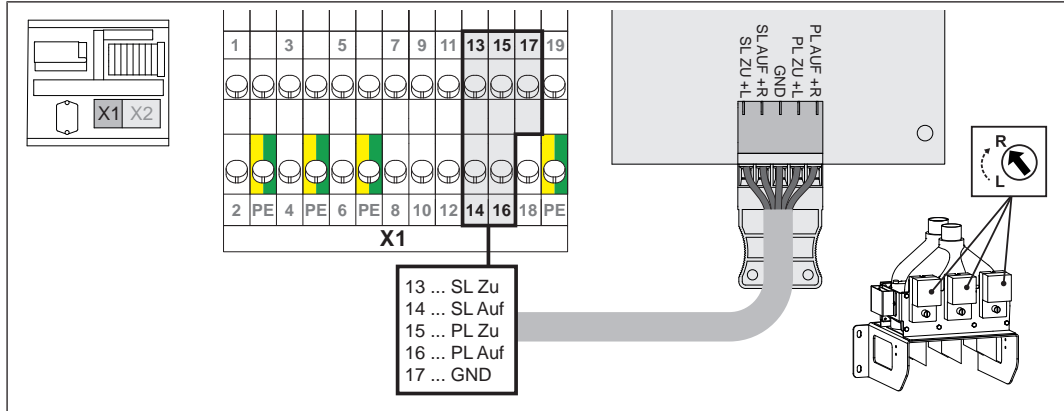 X1 X2
1 3 5 7 9 11 13 15 17 19
2 PE 4 PE 6 PE 8 10 12 14 16 18 PE
X1
13 ... SL Zu
14 ... SL Auf
15 ... PL Zu
16 ... PL Auf
17 ... GND
SL ZU +L
SL AUF +R
GND
PL ZU +L
PL AUF +R
R
L